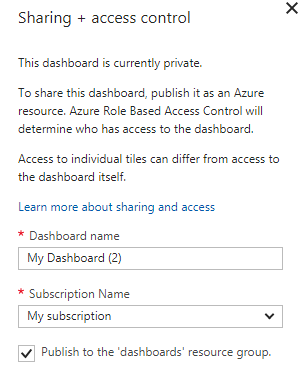 Sharing + access control
This dashboard is currently private.
To share this dashboard, publish it as an Azure
resource. Azure Role Based Access Control will
determine who has access to the dashboard.
Access to individual tiles can differ from access to
the dashboard itself.
Learn more about sharing and access
* Dashboard name
My Dashboard (2)
* Subscription Name
My subscription
Publish to the 'dashboards' resource group.